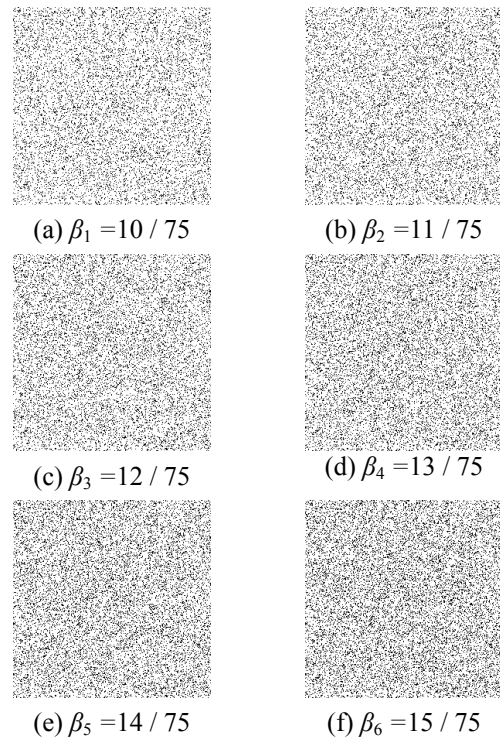 (a) β₁ =10 / 75
(b) β₂ =11 / 75
(c) β₃ =12 / 75
(d) β₄ =13 / 75
(e) β₅ =14 / 75
(f) β₆ =15 / 75